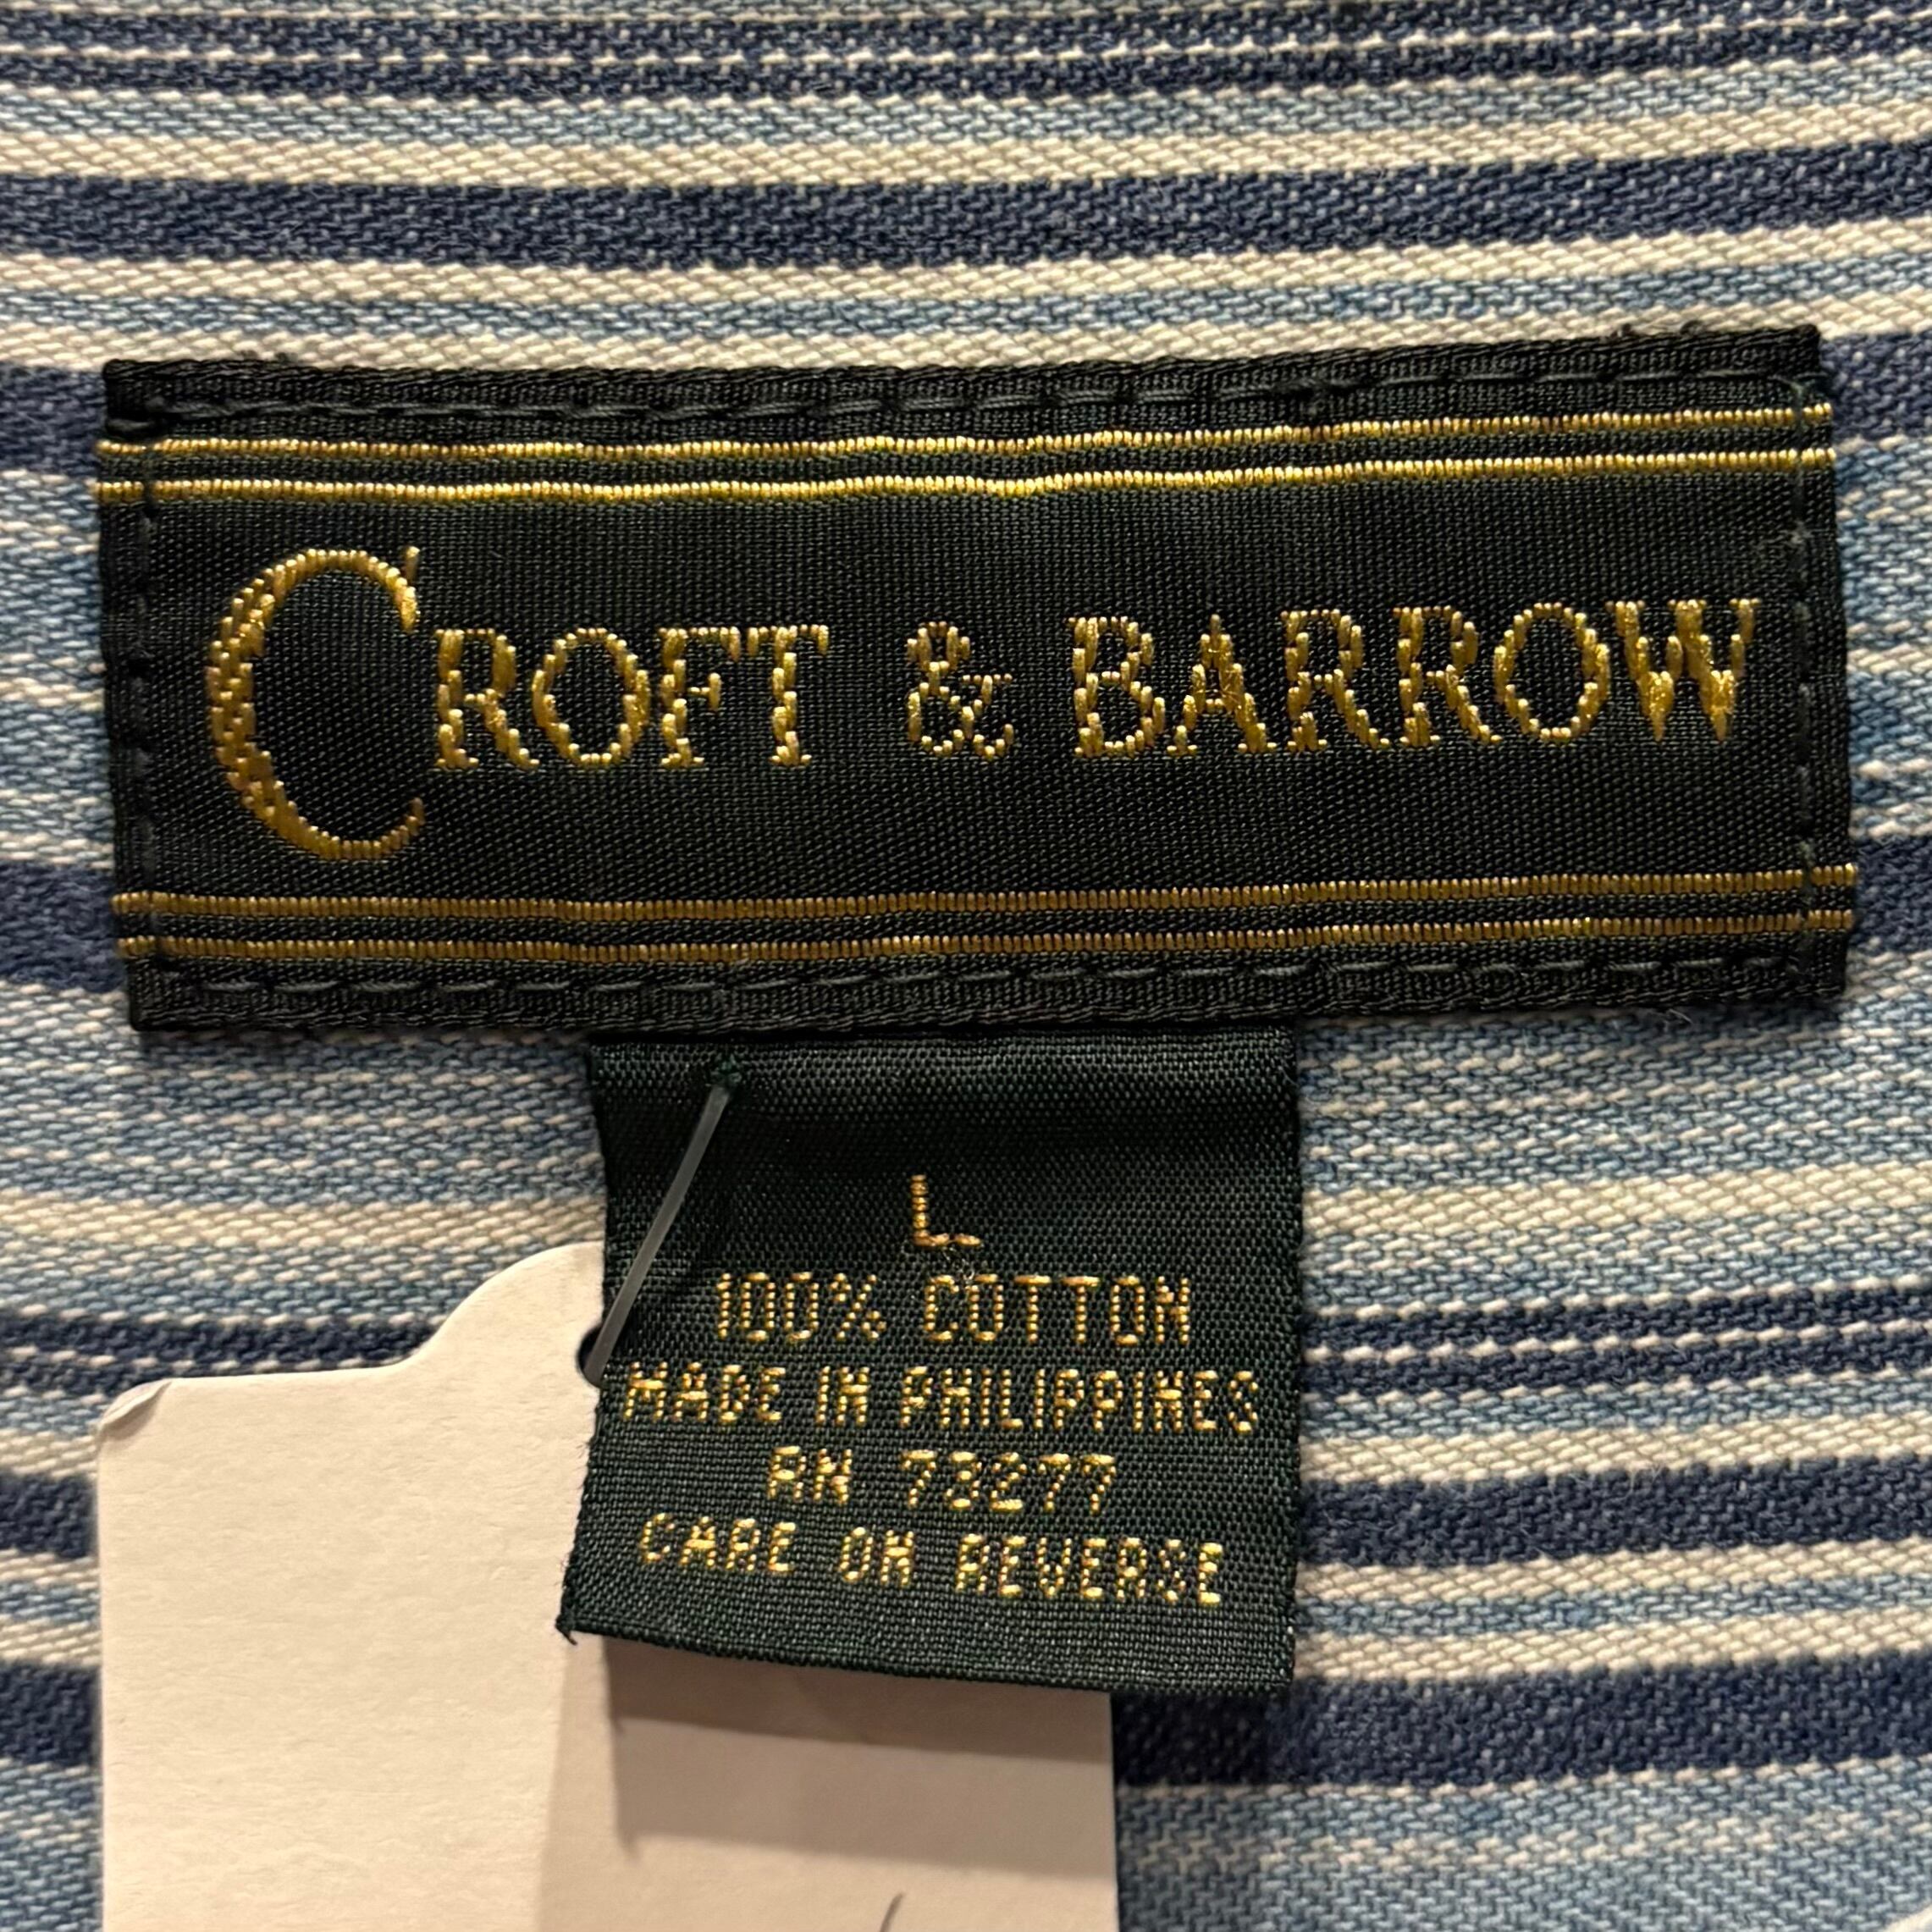 CROFT & BARROW
L
100% COTTON
MADE IN PHILIPPINES
RN 73277
CARE ON REVERSE